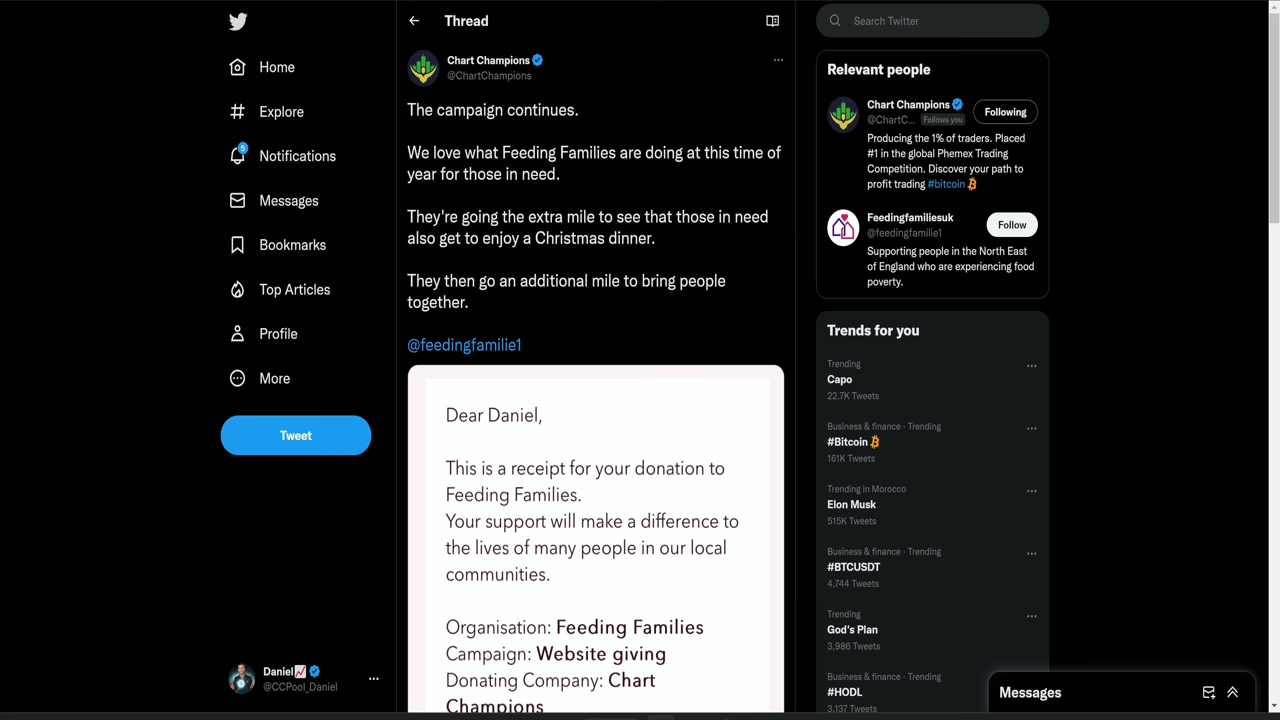 Home
Explore
5
Notifications
Messages
Bookmarks
Top Articles
Profile
More
Tweet
Daniel
@CCPool_Daniel
Thread
Chart Champions
@ChartChampions
The campaign continues.
We love what Feeding Families are doing at this time of
year for those in need.
They're going the extra mile to see that those in need
also get to enjoy a Christmas dinner.
They then go an additional mile to bring people
together.
@feedingfamilie1
Dear Daniel,
This is a receipt for your donation to
Feeding Families.
Your support will make a difference to
the lives of many people in our local
communities.
Organisation: Feeding Families
Campaign: Website giving
Donating Company: Chart
Champions
Search Twitter
Relevant people
Chart Champions
@ChartC... Follows you
Following
Producing the 1% of traders. Placed
#1 in the global Phemex Trading
Competition. Discover your path to
profit trading #bitcoin
Feedingfamiliesuk
@feedingfamilie1
Follow
Supporting people in the North East
of England who are experiencing food
poverty.
Trends for you
Trending
Capo
22.7K Tweets
Business & finance · Trending
#Bitcoin
161K Tweets
Trending in Morocco
Elon Musk
515K Tweets
Business & finance · Trending
#BTCUSDT
4,744 Tweets
Trending
God's Plan
3,986 Tweets
Business & finance · Trending
#HODL
3,137 Tweets
Messages